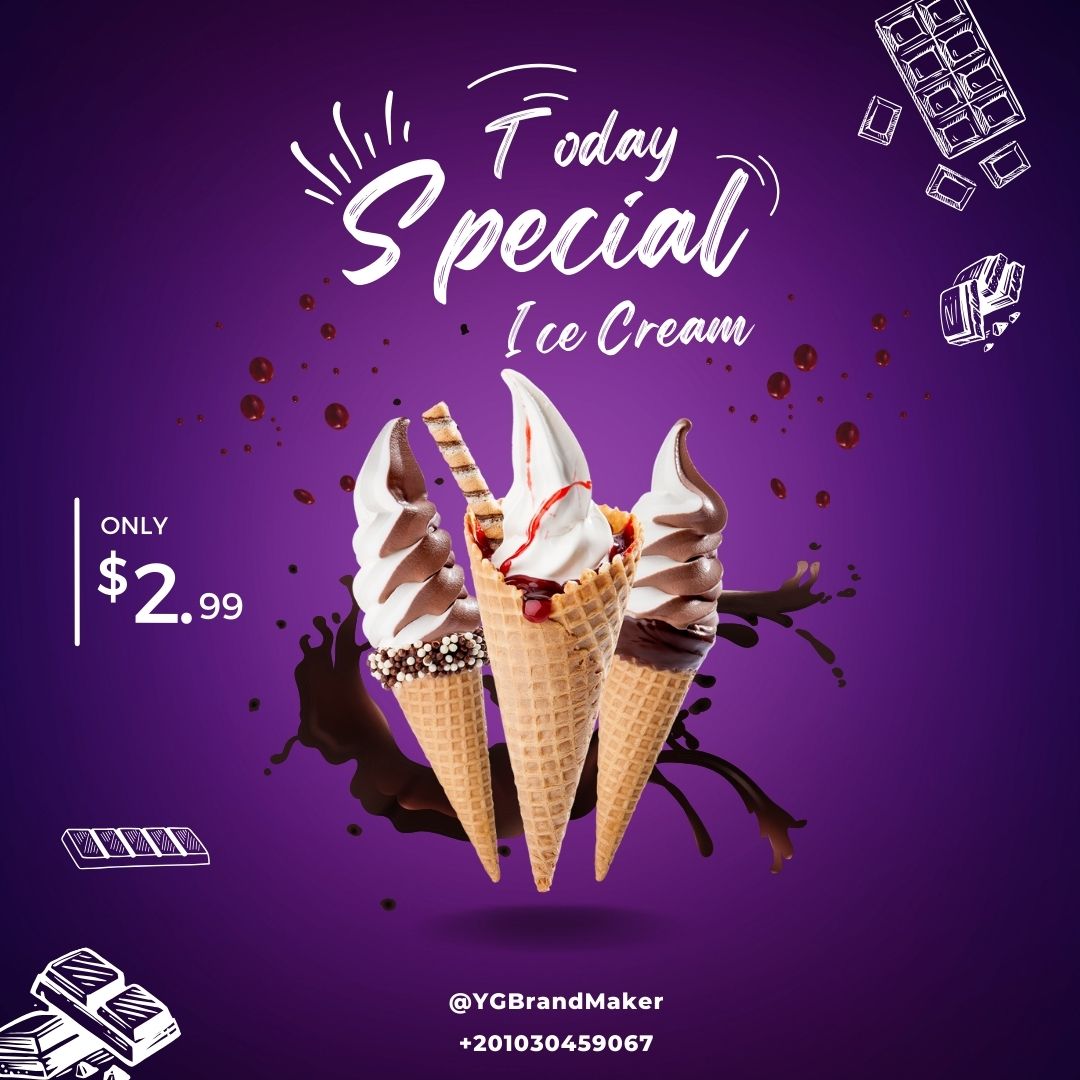 Today
Special
Ice Cream
ONLY
$2.99
@YGBrandMaker
+201030459067